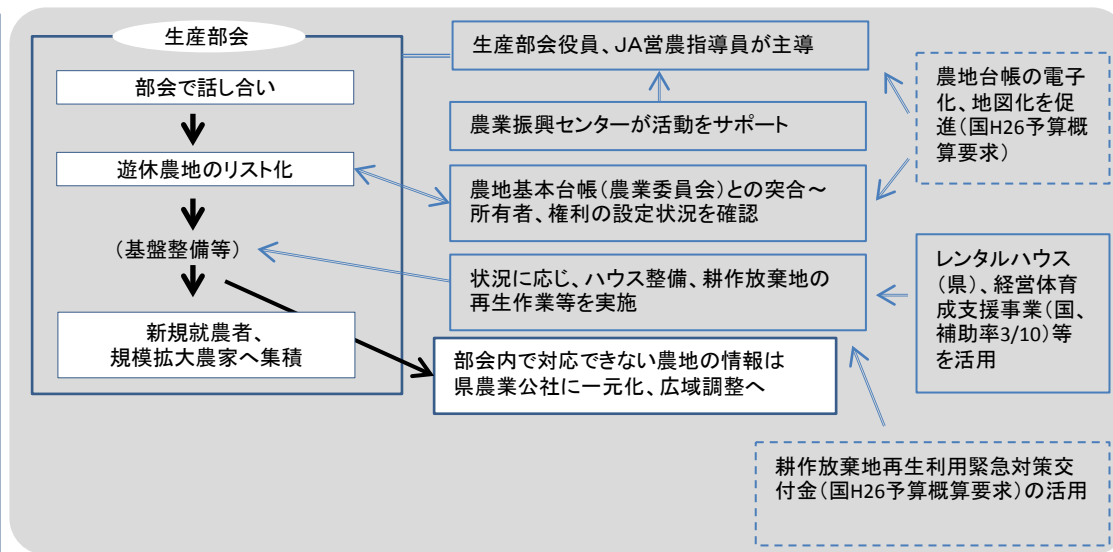 生産部会
部会で話し合い
遊休農地のリスト化
(基盤整備等)
新規就農者、
規模拡大農家へ集積
生産部会役員、JA営農指導員が主導
農業振興センターが活動をサポート
農地基本台帳(農業委員会)との突合～
所有者、権利の設定状況を確認
状況に応じ、ハウス整備、耕作放棄地の
再生作業等を実施
部会内で対応できない農地の情報は
県農業公社に一元化、広域調整へ
農地台帳の電子
化、地図化を促
進(国H26予算概
算要求)
レンタルハウス
(県)、経営体育
成支援事業(国、
補助率3/10)等
を活用
耕作放棄地再生利用緊急対策交
付金(国H26予算概算要求)の活用